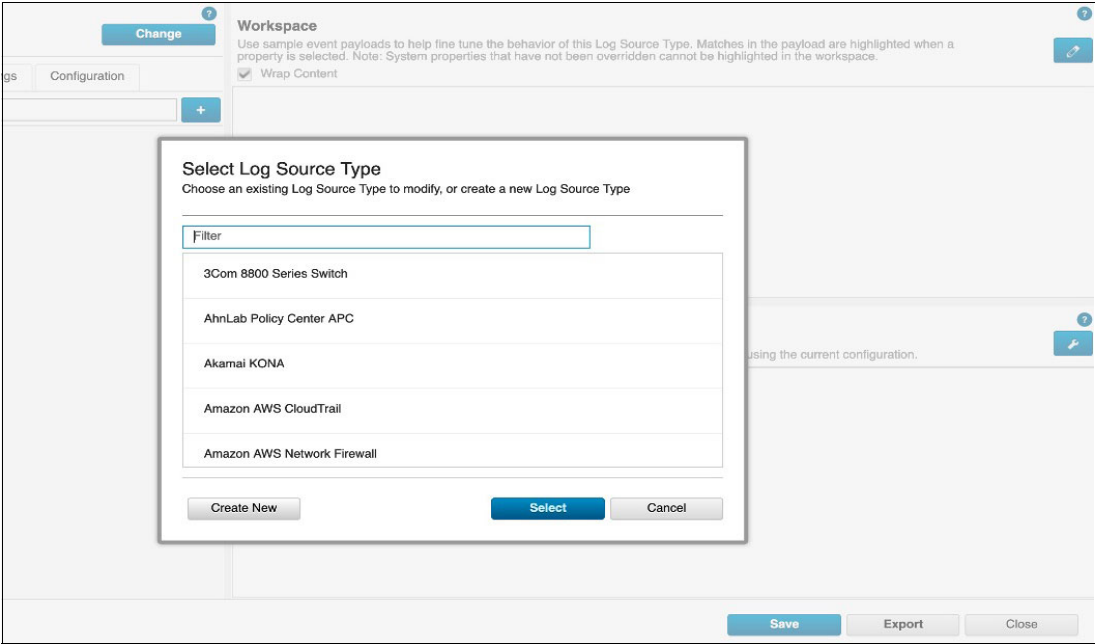 ?
Change
Workspace
?
Use sample event payloads to help fine tune the behavior of this Log Source Type. Matches in the payload are highlighted when a
property is selected. Note: System properties that have not been overridden cannot be highlighted in the workspace.
gs
Configuration
Wrap Content
+
Select Log Source Type
Choose an existing Log Source Type to modify, or create a new Log Source Type
Filter
3Com 8800 Series Switch
AhnLab Policy Center APC
?
Akamai KONA
using the current configuration.
Amazon AWS CloudTrail
Amazon AWS Network Firewall
Create New
Select
Cancel
Save
Export
Close